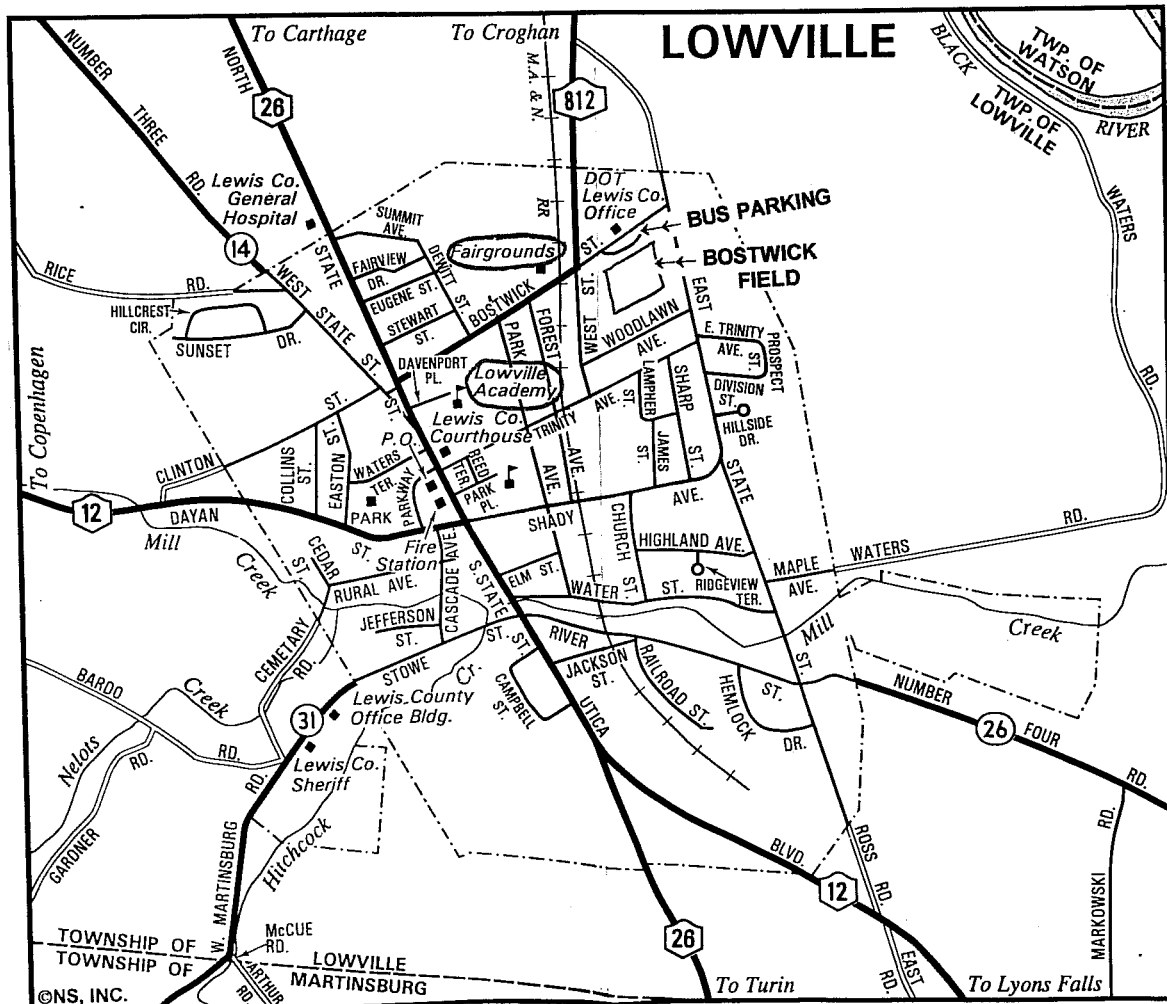 LOWVILLE
To Carthage
To Croghan
M.A. & N.
RR
NUMBER
THREE
RD.
NORTH
26
812
BLACK
RIVER
TWP. OF
WATSON
TWP. OF
LOWVILLE
WATERS
RD.
Lewis Co.
General
Hospital
DOT
Lewis Co.
Office
BUS PARKING
BOSTWICK
FIELD
SUMMIT
AVE.
FAIRVIEW
DR.
EUGENE ST.
STEWART
ST.
DEWITT
ST.
Fairgrounds
BOSTWICK
ST.
14
RICE
RD.
WEST
STATE
ST.
STATE
ST.
HILLCREST
CIR.
SUNSET
DR.
DAVENPORT
PL.
Lowville
Academy
PARK
AVE.
FOREST
AVE.
WEST ST.
WOODLAWN
AVE.
EAST
STATE
ST.
E. TRINITY
AVE.
PROSPECT
ST.
DIVISION
ST.
HILLSIDE
DR.
LAMPHER
ST.
SHARP
ST.
JAMES
ST.
TRINITY
AVE.
To Copenhagen
CLINTON
ST.
COLLINS
ST.
EASTON
ST.
WATERS
TER.
P.O.
Lewis Co.
Courthouse
REED
TER
PARK
PL.
PARKWAY
PARK
12
DAYAN
ST.
Mill
Creek
Fire
Station
SHADY
AVE.
CHURCH
ST.
HIGHLAND AVE.
RIDGEVIEW
TER.
MAPLE
AVE.
WATERS
RD.
CEDAR
ST.
RURAL AVE.
CASCADE AVE.
S. STATE
ST.
ELM ST.
WATER
ST.
JEFFERSON
ST.
Mill
Creek
CEMETARY
RD.
STOWE
ST.
Cr.
RIVER
ST.
JACKSON
ST.
RAILROAD ST.
HEMLOCK
DR.
CAMPBELL
ST.
UTICA
BLVD.
BARDO
RD.
Creek
Nelots
GARDNER
RD.
31
Lewis County
Office Bldg.
Lewis Co.
Sheriff
Hitchcock
W. MARTINSBURG
RD.
NUMBER
FOUR
RD.
26
MARKOWSKI
RD.
ROSS
RD.
12
EAST
RD.
26
McCUE
RD.
ARTHUR
RD.
TOWNSHIP OF LOWVILLE
TOWNSHIP OF MARTINSBURG
To Turin
To Lyons Falls
©NS, INC.